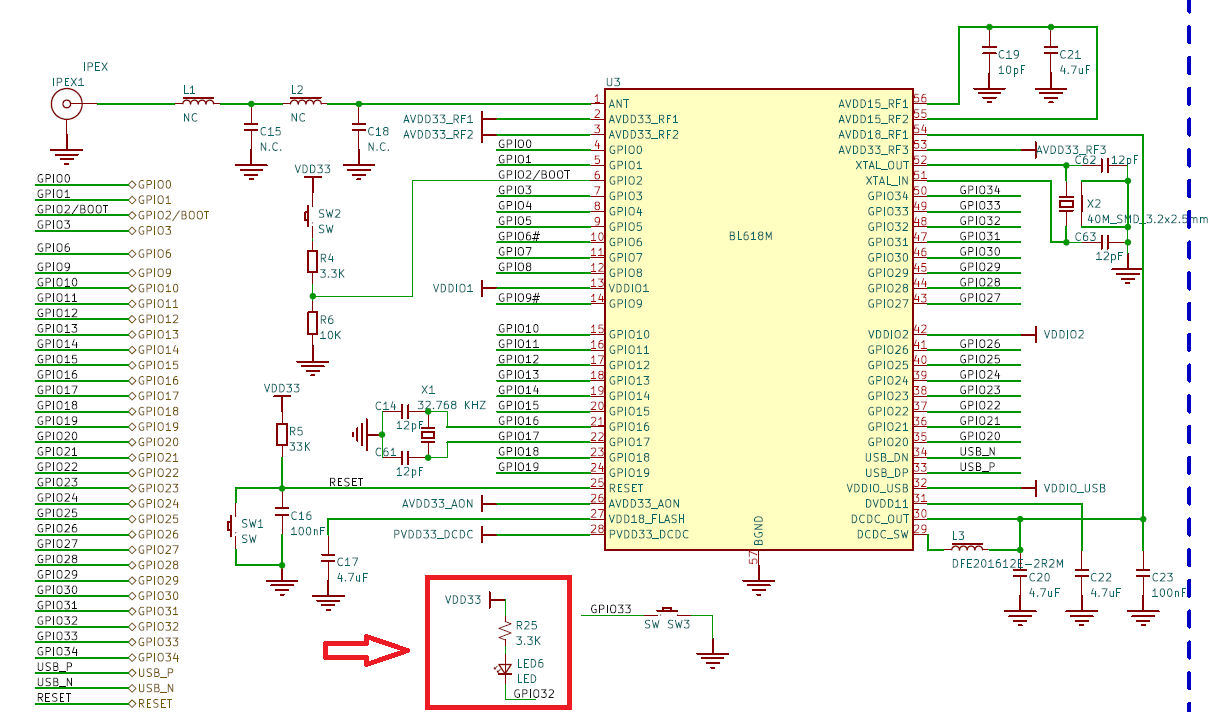 IPEX
IPEX1
L1
NC
L2
NC
C15
N.C.
C18
N.C.
GPIO0 GPIO0
GPIO1 GPIO1
GPIO2/BOOT GPIO2/BOOT
GPIO3 GPIO3
GPIO6 GPIO6
GPIO9 GPIO9
GPIO10 GPIO10
GPIO11 GPIO11
GPIO12 GPIO12
GPIO13 GPIO13
GPIO14 GPIO14
GPIO15 GPIO15
GPIO16 GPIO16
GPIO17 GPIO17
GPIO18 GPIO18
GPIO19 GPIO19
GPIO20 GPIO20
GPIO21 GPIO21
GPIO22 GPIO22
GPIO23 GPIO23
GPIO24 GPIO24
GPIO25 GPIO25
GPIO26 GPIO26
GPIO27 GPIO27
GPIO28 GPIO28
GPIO29 GPIO29
GPIO30 GPIO30
GPIO31 GPIO31
GPIO32 GPIO32
GPIO33 GPIO33
GPIO34 GPIO34
USB_P USB_P
USB_N USB_N
RESET RESET
VDD33
SW2
SW
R4
3.3K
R6
10K
VDD33
R5
33K
RESET
SW1
SW
C16
100nF
C17
4.7uF
X1
32.768 KHZ
C14
12pF
C61
12pF
U3
BL618M
AVDD33_RF1
AVDD33_RF2
GPIO0
GPIO1
GPIO2/BOOT
GPIO3
GPIO4
GPIO5
GPIO6#
GPIO7
GPIO8
VDDIO1
GPIO9#
GPIO10
GPIO11
GPIO12
GPIO13
GPIO14
GPIO15
GPIO16
GPIO17
GPIO18
GPIO19
AVDD33_AON
PVDD33_DCDC
1 ANT
2 AVDD33_RF1
3 AVDD33_RF2
4 GPIO0
5 GPIO1
6 GPIO2
7 GPIO3
8 GPIO4
9 GPIO5
10 GPIO6
11 GPIO7
12 GPIO8
13 VDDIO1
14 GPIO9
15 GPIO10
16 GPIO11
17 GPIO12
18 GPIO13
19 GPIO14
20 GPIO15
21 GPIO16
22 GPIO17
23 GPIO18
24 GPIO19
25 RESET
26 AVDD33_AON
27 VDD18_FLASH
28 PVDD33_DCDC
AVDD15_RF1 56
AVDD15_RF2 55
AVDD18_RF1 54
AVDD33_RF3 53
XTAL_OUT 52
XTAL_IN 51
GPIO34 50
GPIO33 49
GPIO32 48
GPIO31 47
GPIO30 46
GPIO29 45
GPIO28 44
GPIO27 43
VDDIO2 42
GPIO26 41
GPIO25 40
GPIO24 39
GPIO23 38
GPIO22 37
GPIO21 36
GPIO20 35
USB_DN 34
USB_DP 33
VDDIO_USB 32
DVDD11 31
DCDC_OUT 30
DCDC_SW 29
BGND
57
C19
10pF
C21
4.7uF
AVDD33_RF3
C62 12pF
X2
40M_SMD_3.2x2.5mm
C63
12pF
GPIO34
GPIO33
GPIO32
GPIO31
GPIO30
GPIO29
GPIO28
GPIO27
VDDIO2
GPIO26
GPIO25
GPIO24
GPIO23
GPIO22
GPIO21
GPIO20
USB_N
USB_P
VDDIO_USB
L3
DFE201612E-2R2M
C20
4.7uF
C22
4.7uF
C23
100nF
VDD33
R25
3.3K
LED6
LED
GPIO32
GPIO33
SW SW3